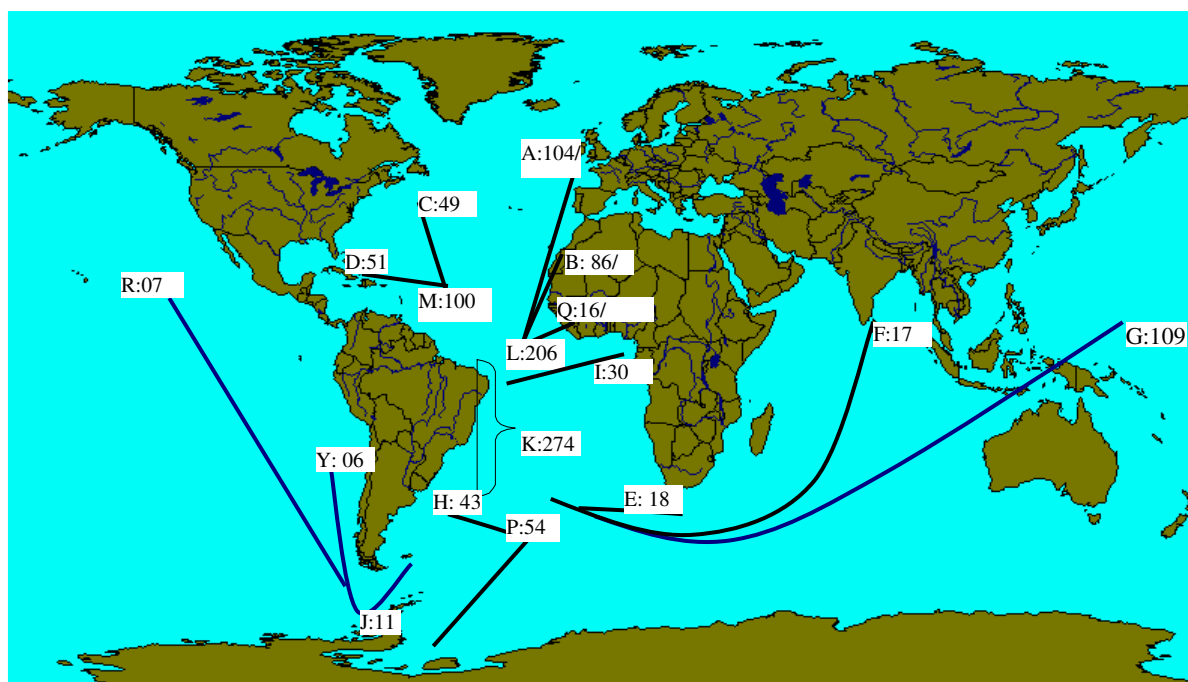 A:104/
C:49
D:51
B: 86/
R:07
M:100
Q:16/
F:17
G:109
L:206
I:30
K:274
Y: 06
H: 43
E: 18
P:54
J:11